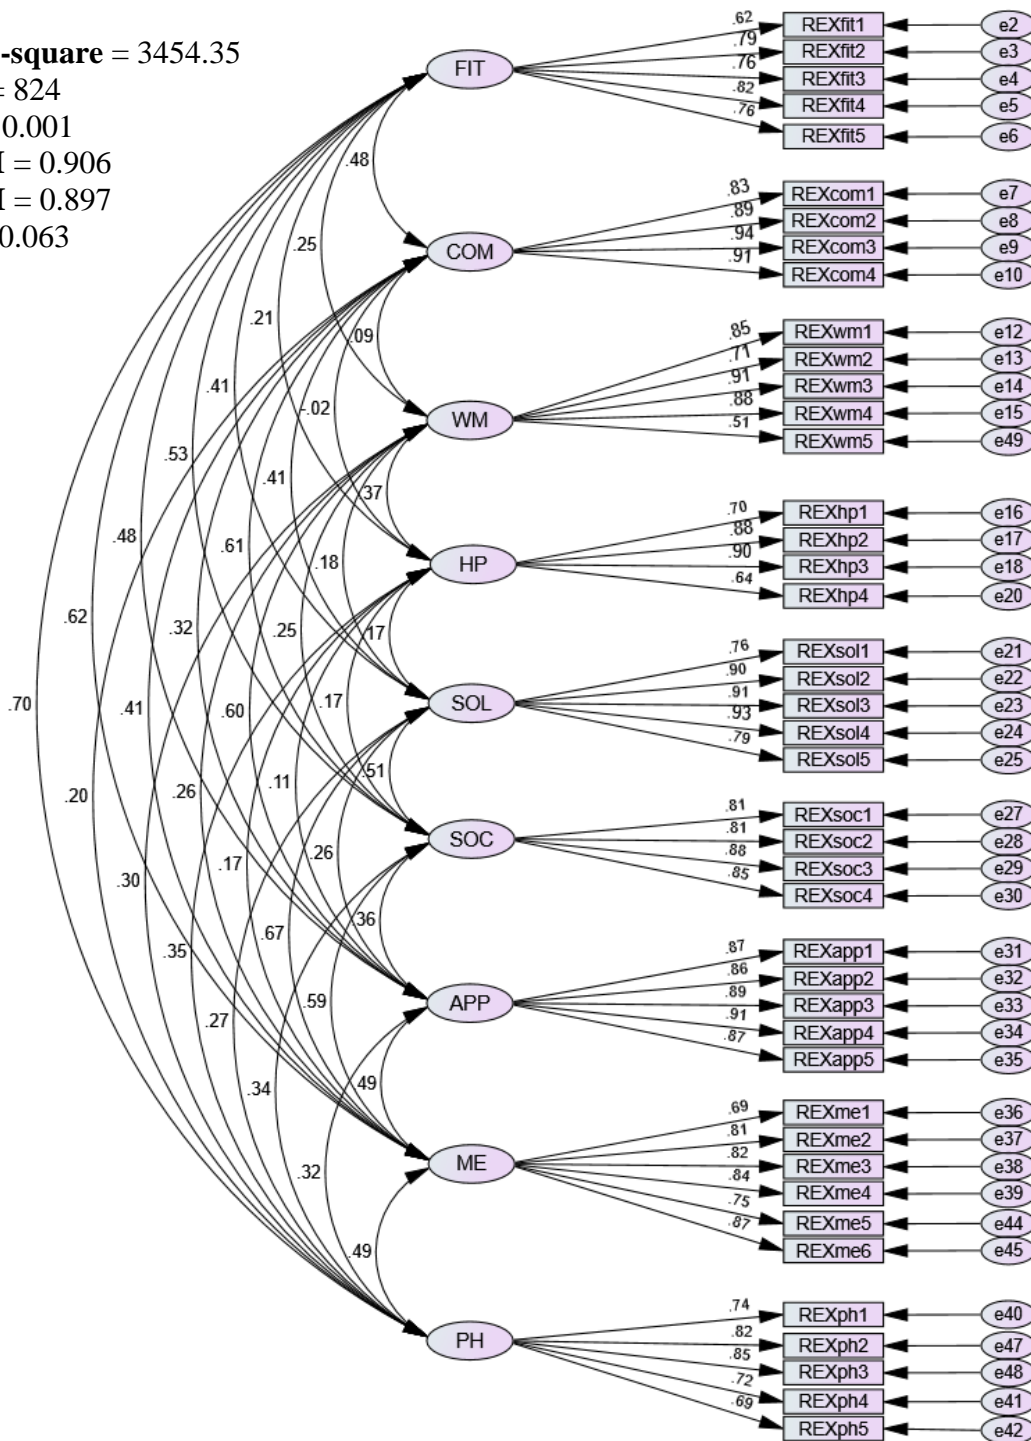 -square = 3454.35
= 824
0.001
I = 0.906
I = 0.897
0.063
FIT
.62
.79
.76
.82
.76
REXfit1
REXfit2
REXfit3
REXfit4
REXfit5
e2
e3
e4
e5
e6
.48
.25
.21
.41
.53
.48
.62
.70
COM
.83
.89
.94
.91
REXcom1
REXcom2
REXcom3
REXcom4
e7
e8
e9
e10
.09
-.02
.41
.61
.32
.41
.20
WM
.85
.71
.91
.88
.51
REXwm1
REXwm2
REXwm3
REXwm4
REXwm5
e12
e13
e14
e15
e49
.37
.18
.25
.60
.26
.30
HP
.70
.88
.90
.64
REXhp1
REXhp2
REXhp3
REXhp4
e16
e17
e18
e20
.17
.17
.11
.17
.35
SOL
.76
.90
.91
.93
.79
REXsol1
REXsol2
REXsol3
REXsol4
REXsol5
e21
e22
e23
e24
e25
.51
.26
.67
.27
SOC
.81
.81
.88
.85
REXsoc1
REXsoc2
REXsoc3
REXsoc4
e27
e28
e29
e30
.36
.59
.34
APP
.87
.86
.89
.91
.87
REXapp1
REXapp2
REXapp3
REXapp4
REXapp5
e31
e32
e33
e34
e35
.49
.32
ME
.69
.81
.82
.84
.75
.87
REXme1
REXme2
REXme3
REXme4
REXme5
REXme6
e36
e37
e38
e39
e44
e45
.49
PH
.74
.82
.85
.72
.69
REXph1
REXph2
REXph3
REXph4
REXph5
e40
e47
e48
e41
e42